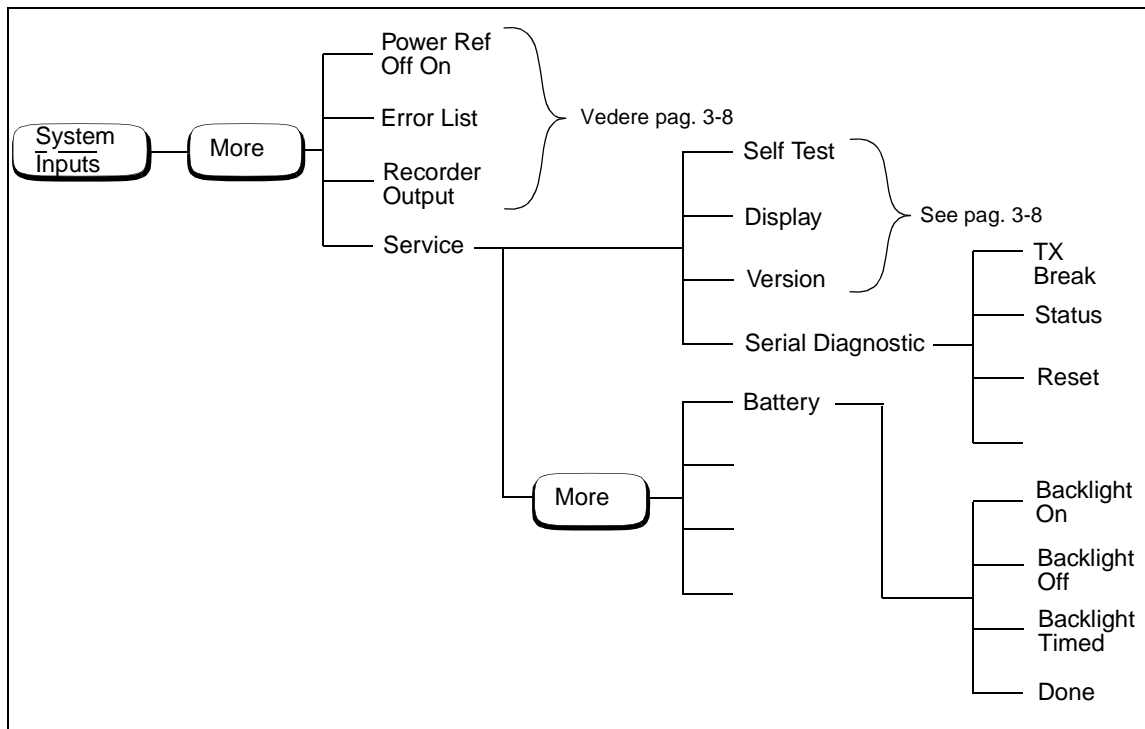 Power Ref
Off On
System
Inputs
More
Error List
Vedere pag. 3-8
Recorder
Output
Service
Self Test
Display
See pag. 3-8
Version
TX
Break
Serial Diagnostic
Status
Reset
Battery
More
Backlight
On
Backlight
Off
Backlight
Timed
Done